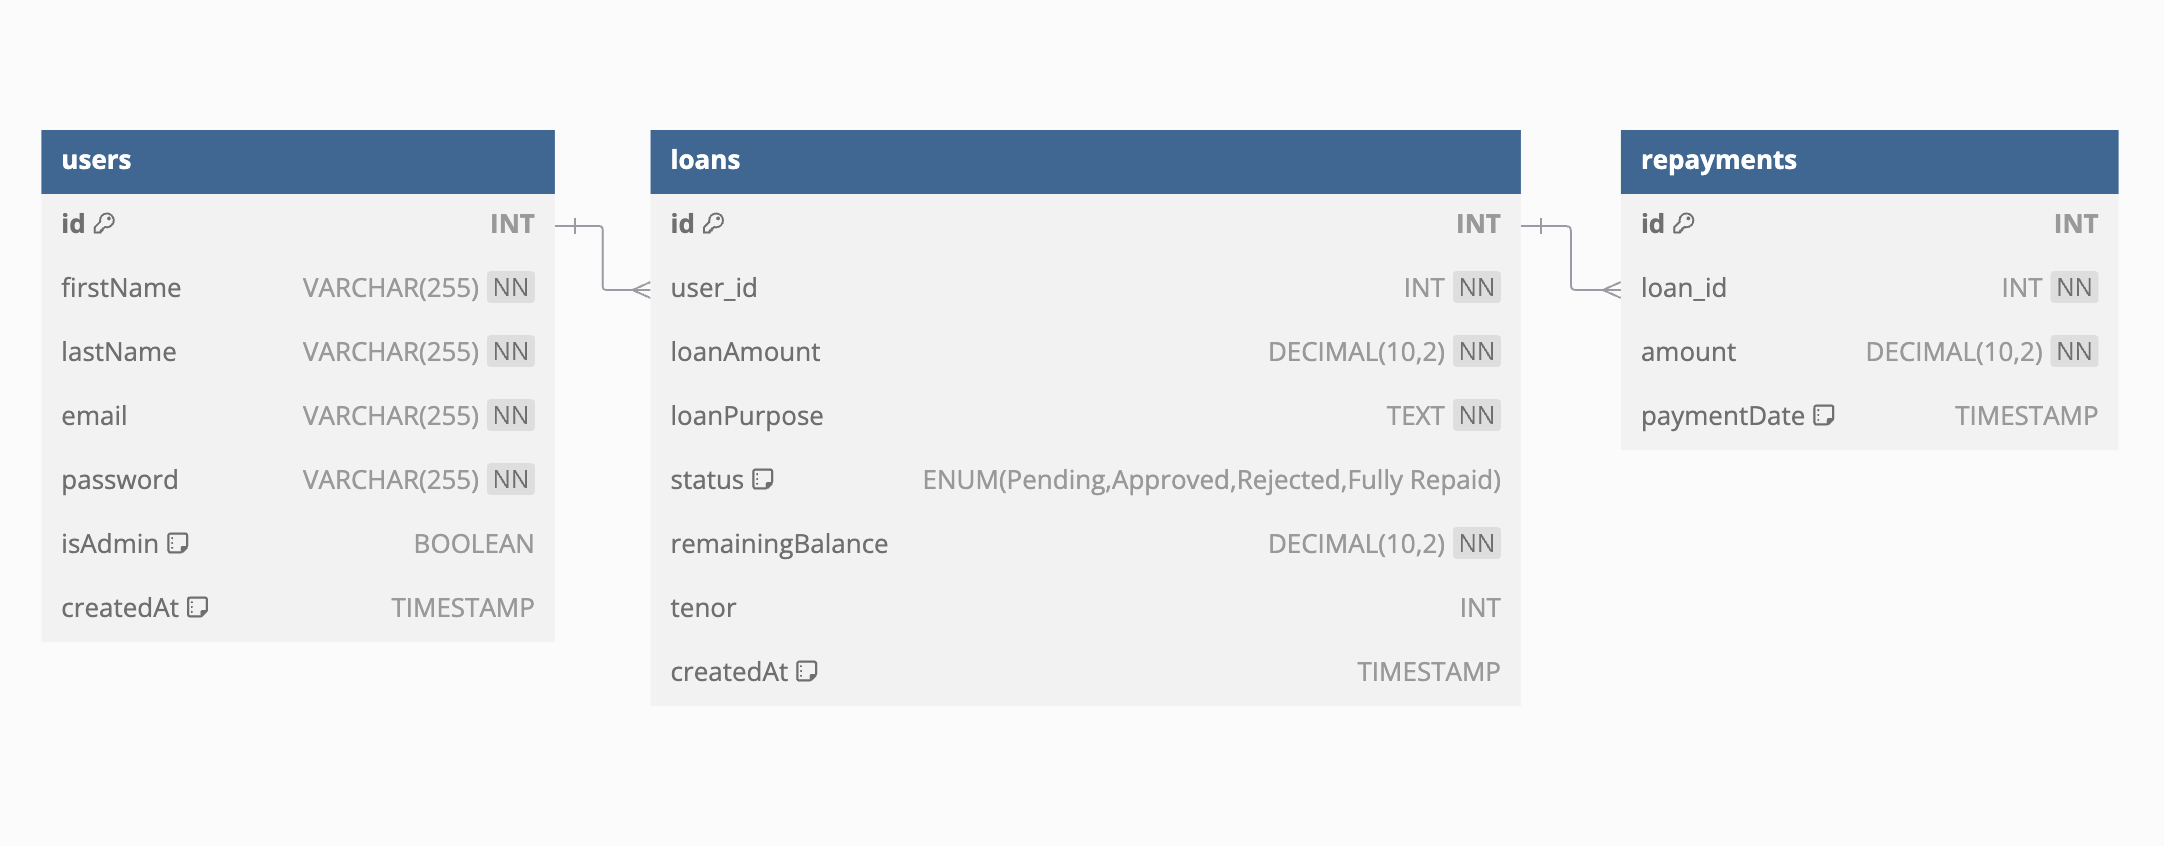 users
id INT
firstName VARCHAR(255) NN
lastName VARCHAR(255) NN
email VARCHAR(255) NN
password VARCHAR(255) NN
isAdmin BOOLEAN
createdAt TIMESTAMP
loans
id INT
user_id INT NN
loanAmount DECIMAL(10,2) NN
loanPurpose TEXT NN
status ENUM(Pending,Approved,Rejected,Fully Repaid)
remainingBalance DECIMAL(10,2) NN
tenor INT
createdAt TIMESTAMP
repayments
id INT
loan_id INT NN
amount DECIMAL(10,2) NN
paymentDate TIMESTAMP